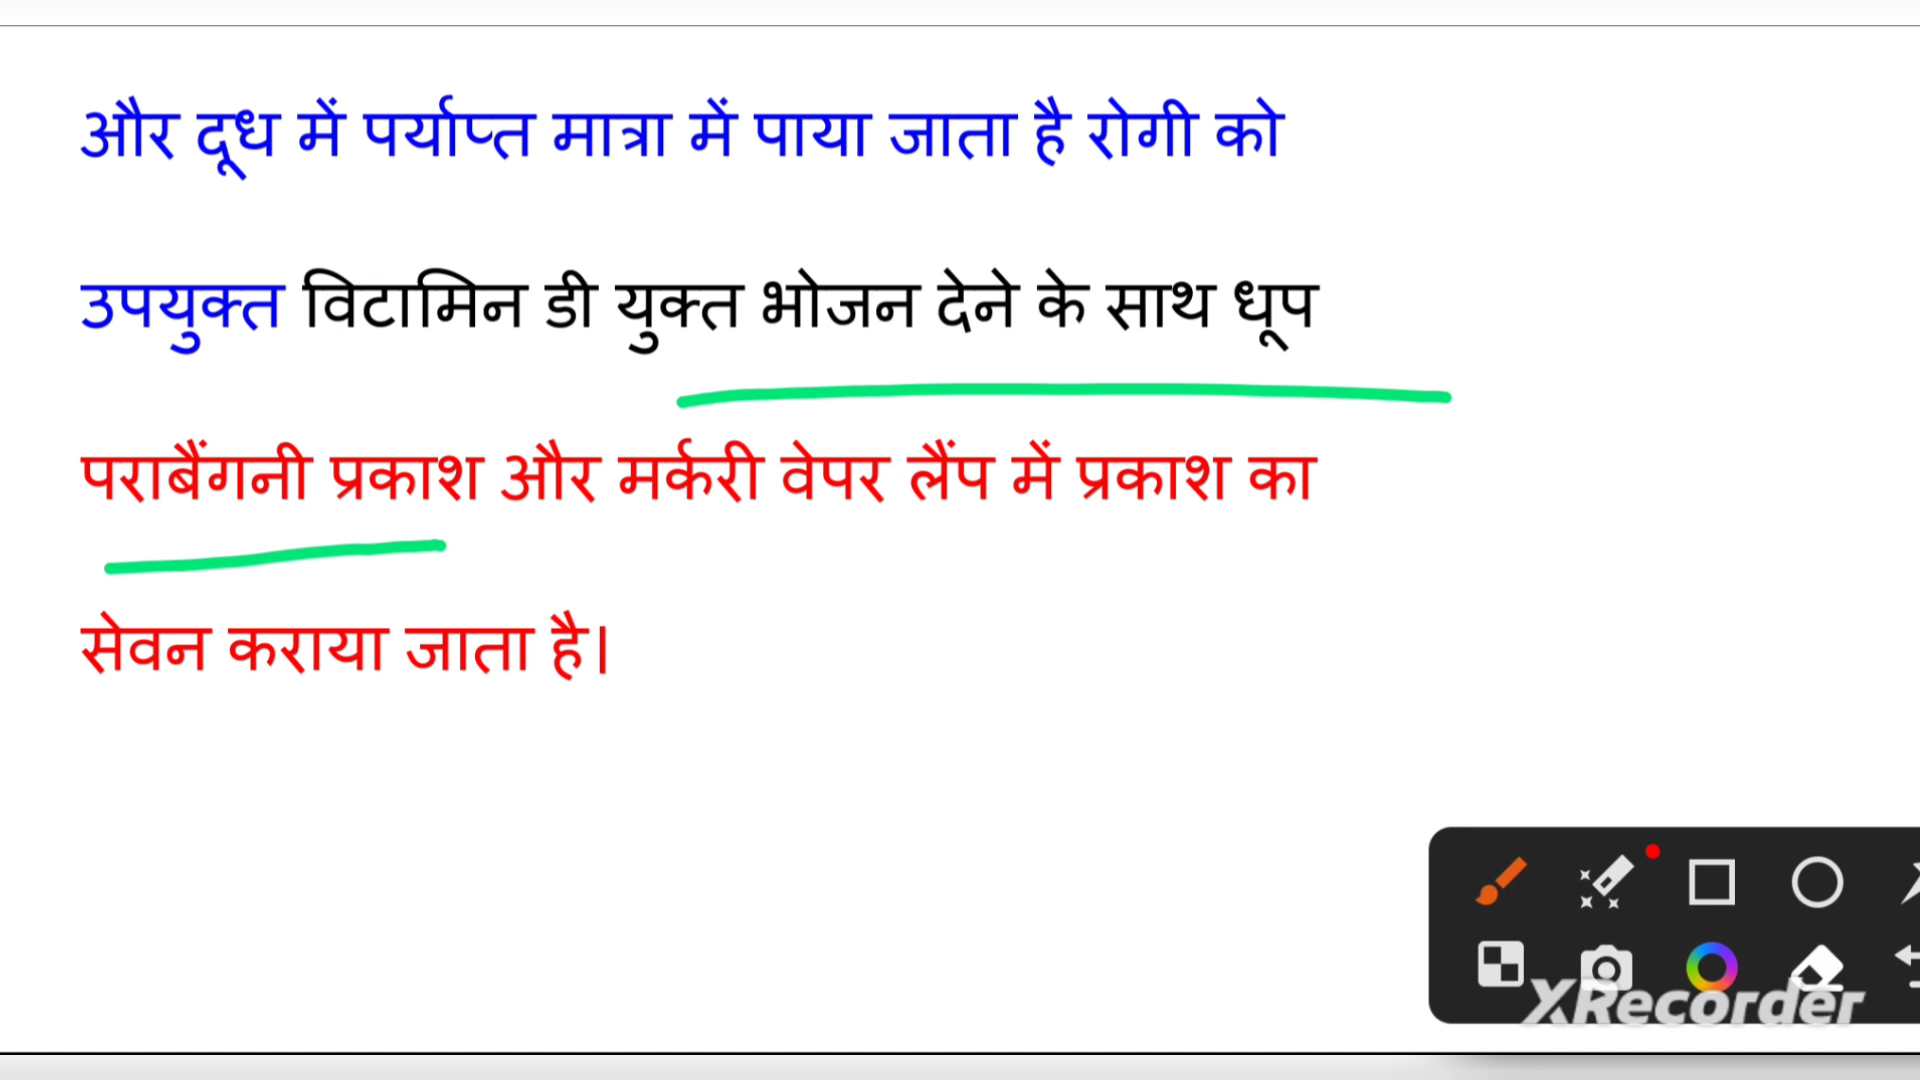 और दूध में पर्याप्त मात्रा में पाया जाता है रोगी को
उपयुक्त विटामिन डी युक्त भोजन देने के साथ धूप
पराबैंगनी प्रकाश और मर्करी वेपर लैंप में प्रकाश का
सेवन कराया जाता है।
XRecorder